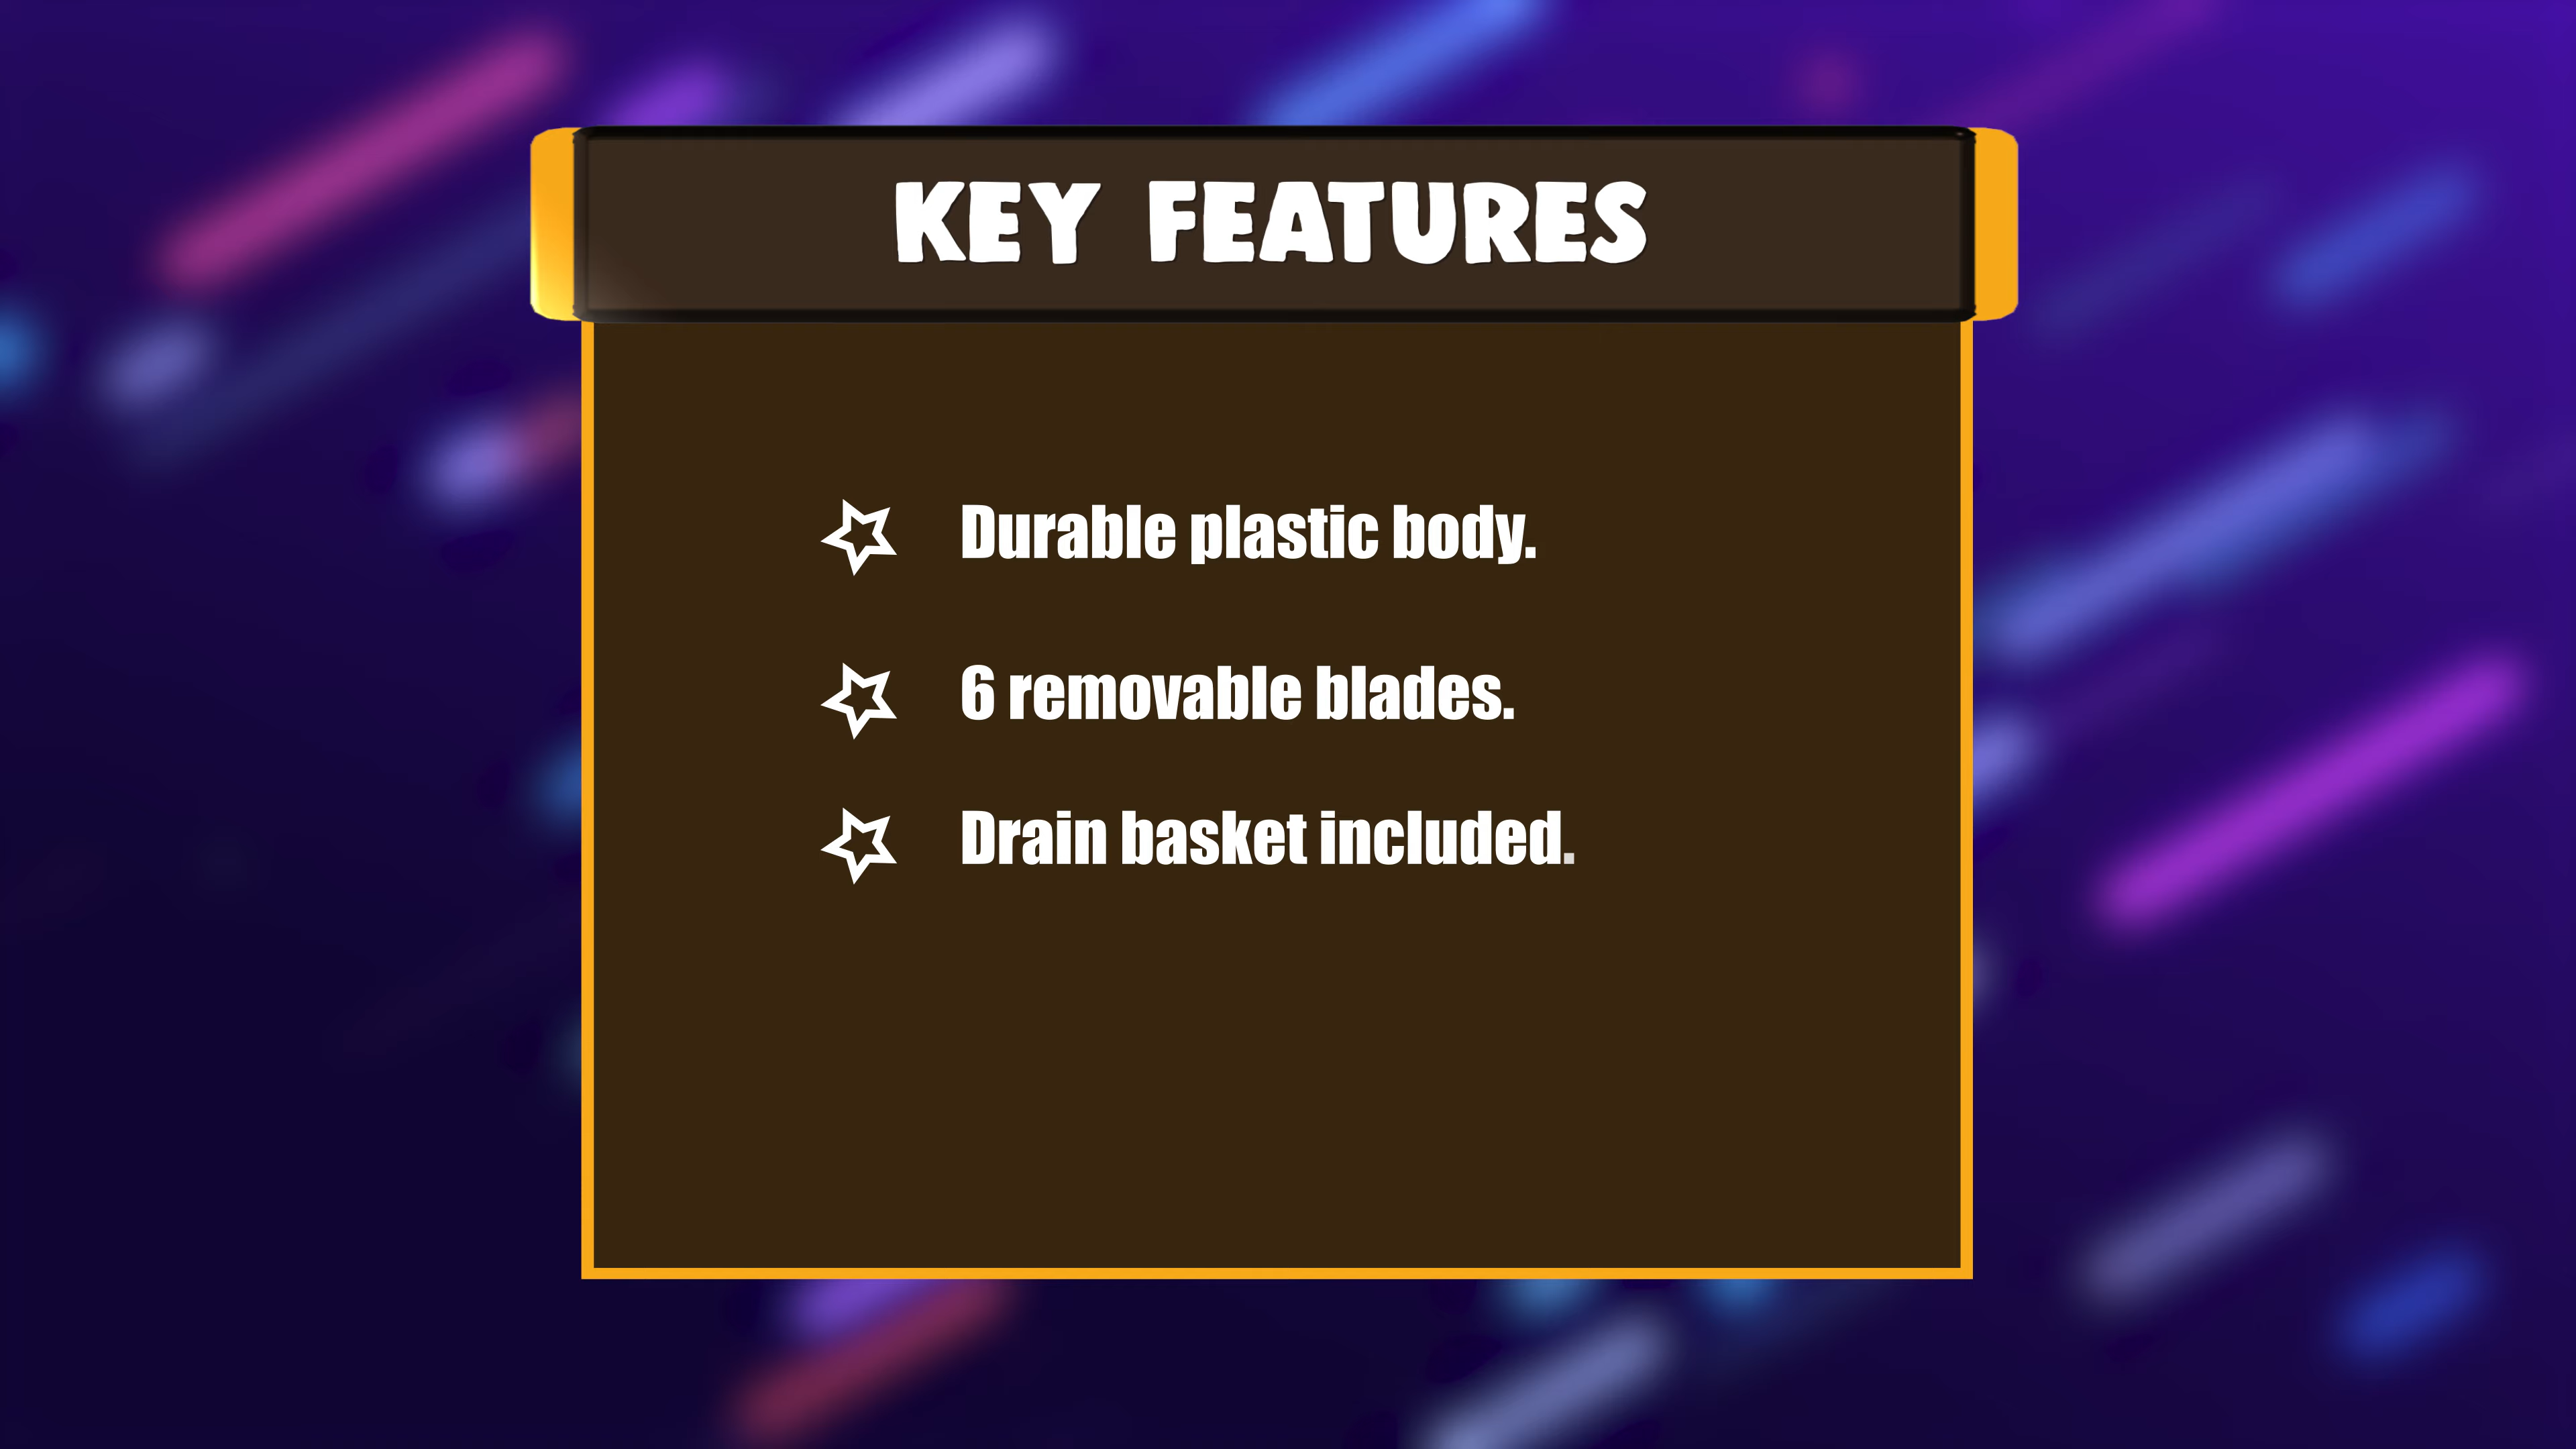 KEY FEATURES
Durable plastic body.
6 removable blades.
Drain basket included.